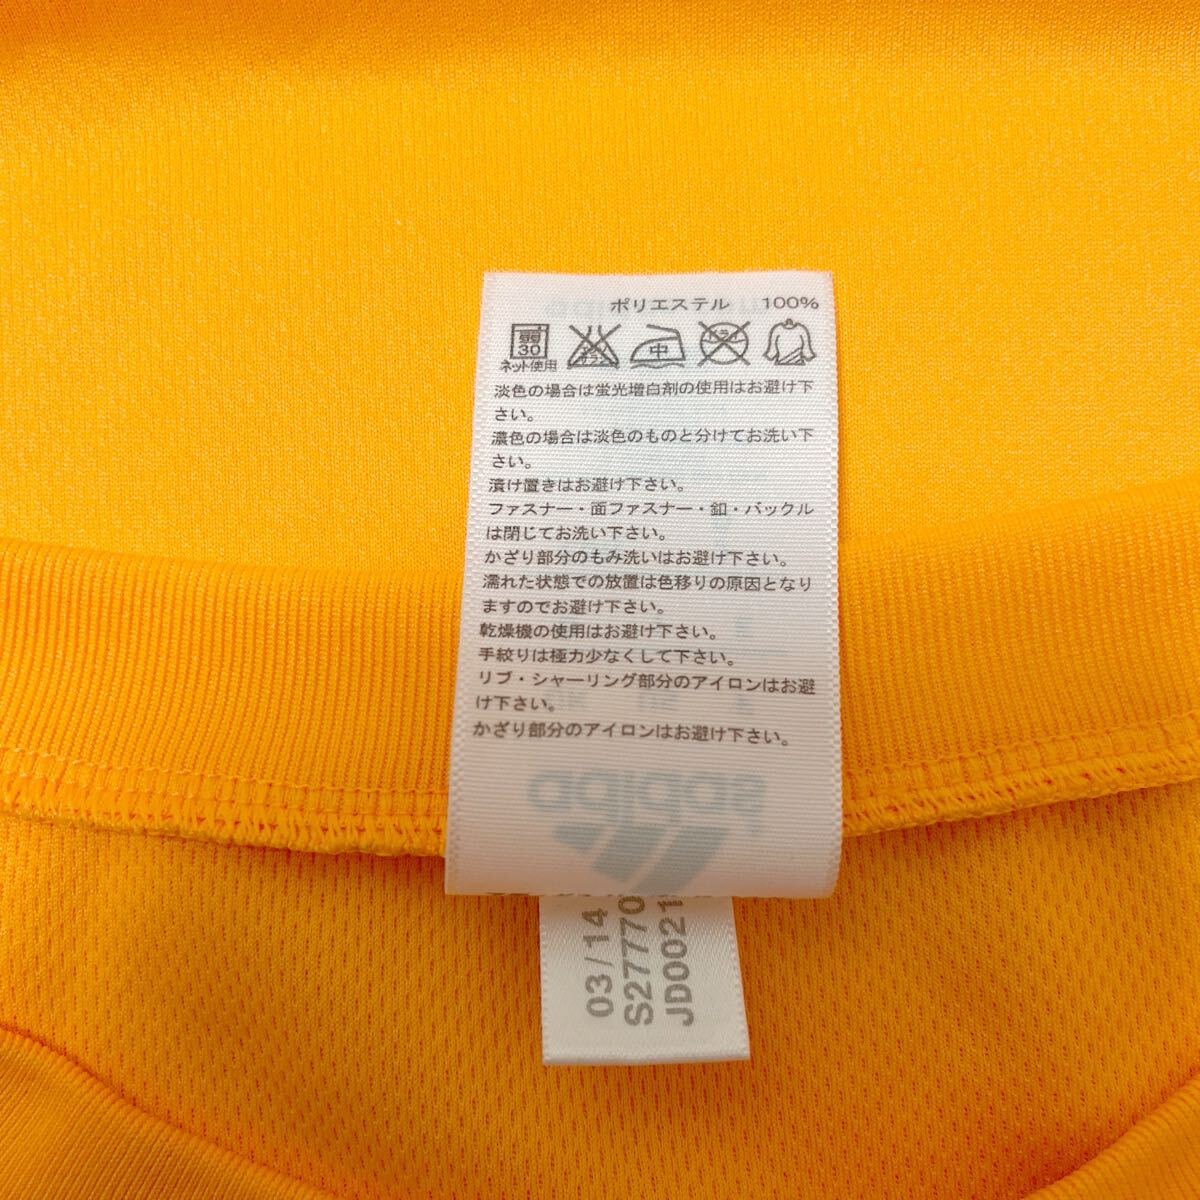 ポリエステル 100%
弱 30 中 ドライ
ネット使用
淡色の場合は蛍光増白剤の使用はお避け下
さい。
濃色の場合は淡色のものと分けてお洗い下
さい。
漬け置きはお避け下さい。
ファスナー・面ファスナー・釦・バックル
は閉じてお洗い下さい。
かざり部分のもみ洗いはお避け下さい。
濡れた状態での放置は色移りの原因となり
ますのでお避け下さい。
乾燥機の使用はお避け下さい。
手絞りは極力少なくして下さい。
リブ・シャーリング部分のアイロンはお避
け下さい。
かざり部分のアイロンはお避け下さい。
adidas
03/14
S27770
JD0021